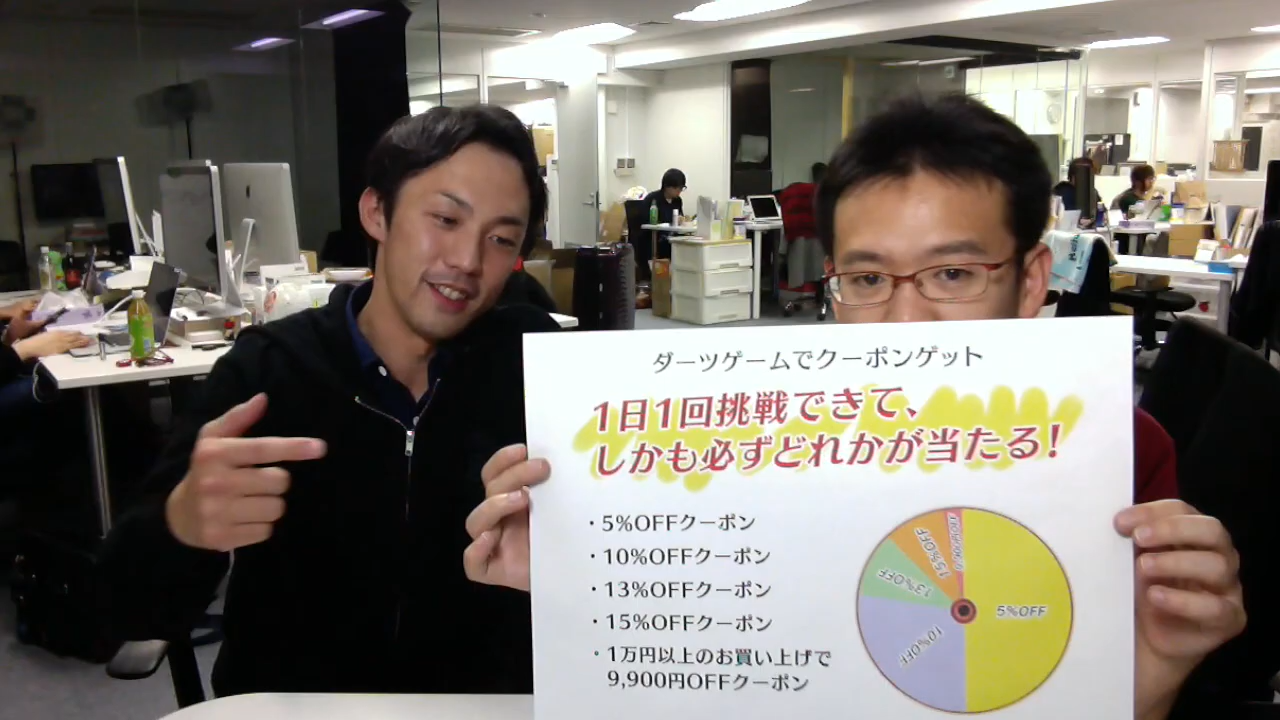 ダーツゲームでクーポンゲット
1日1回挑戦できて、
しかも必ずどれかが当たる!
・5%OFFクーポン
・10%OFFクーポン
・13%OFFクーポン
・15%OFFクーポン
・1万円以上のお買い上げで
9,900円OFFクーポン
5%OFF
10%OFF
13%OFF
15%OFF